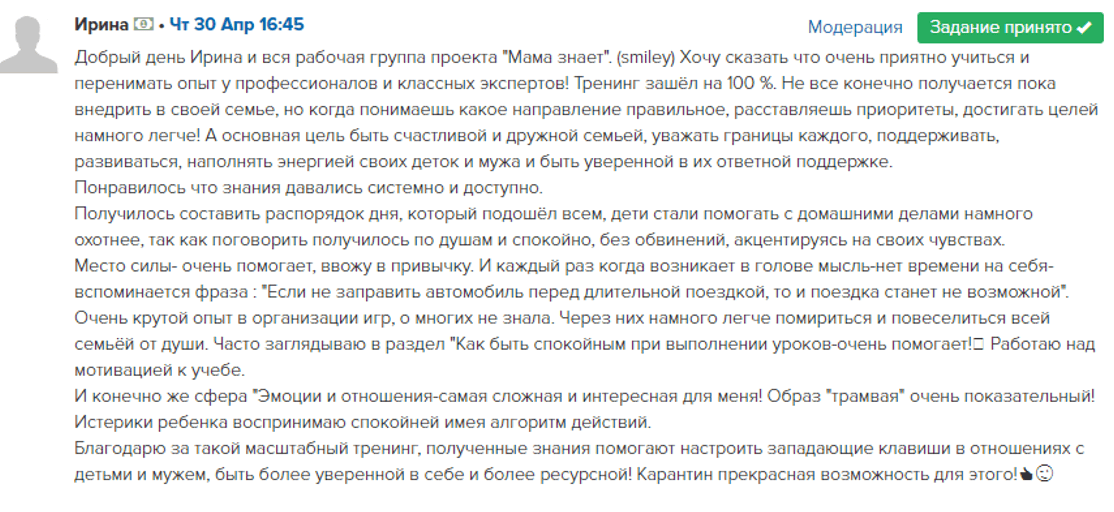 Ирина • Чт 30 Апр 16:45
Модерация
Задание принято
Добрый день Ирина и вся рабочая группа проекта "Мама знает". (smiley) Хочу сказать что очень приятно учиться и
перенимать опыт у профессионалов и классных экспертов! Тренинг зашёл на 100 %. Не все конечно получается пока
внедрить в своей семье, но когда понимаешь какое направление правильное, расставляешь приоритеты, достигать целей
намного легче! А основная цель быть счастливой и дружной семьей, уважать границы каждого, поддерживать,
развиваться, наполнять энергией своих деток и мужа и быть уверенной в их ответной поддержке.
Понравилось что знания давались системно и доступно.
Получилось составить распорядок дня, который подошёл всем, дети стали помогать с домашними делами намного
охотнее, так как поговорить получилось по душам и спокойно, без обвинений, акцентируясь на своих чувствах.
Место силы- очень помогает, ввожу в привычку. И каждый раз когда возникает в голове мысль-нет времени на себя-
вспоминается фраза : "Если не заправить автомобиль перед длительной поездкой, то и поездка станет не возможной".
Очень крутой опыт в организации игр, о многих не знала. Через них намного легче помириться и повеселиться всей
семьёй от души. Часто заглядываю в раздел "Как быть спокойным при выполнении уроков-очень помогает! Работаю над
мотивацией к учебе.
И конечно же сфера "Эмоции и отношения-самая сложная и интересная для меня! Образ "трамвая" очень показательный!
Истерики ребенка воспринимаю спокойней имея алгоритм действий.
Благодарю за такой масштабный тренинг, полученные знания помогают настроить западающие клавиши в отношениях с
детьми и мужем, быть более уверенной в себе и более ресурсной! Карантин прекрасная возможность для этого!